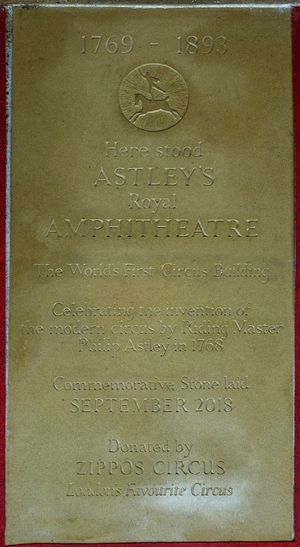 1769 - 1893
Here stood
ASTLEY'S
Royal
AMPHITHEATRE
The World's First Circus Building
Celebrating the invention of
the modern circus by Riding Master
Philip Astley in 1768
Commemorative Stone laid
SEPTEMBER 2018
Donated by
ZIPPOS CIRCUS
London's Favourite Circus